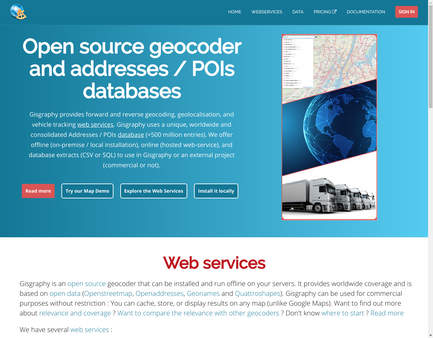 HOME WEBSERVICES DATA PRICING DOCUMENTATION SIGN IN
Open source geocoder
and addresses / POIs
databases
Gisgraphy provides forward and reverse geocoding, geolocalisation, and
vehicle tracking web services. Gisgraphy uses a unique, worldwide and
consolidated Addresses / POIs database (+500 million entries), We offer
offline (on-premise / local installation), online (hosted web-service), and
database extracts (CSV or SQL) to use in Gisgraphy or an external project
(commercial or not).
Read more Try our Map Demo Explore the Web Services Install it locally
Web services
Gisgraphy is an open source geocoder that can be installed and run offline on your servers. It provides worldwide coverage and is
based on open data (Openstreetmap, Openaddresses, Geonames and Quattroshapes). Gisgraphy can be used for commercial
purposes without restriction : You can cache, store, or display results on any map (unlike Google Maps). Want to find out more
about relevance and coverage ? Want to compare the relevance with other geocoders ? Don't know where to start ? Read more
We have several web services :